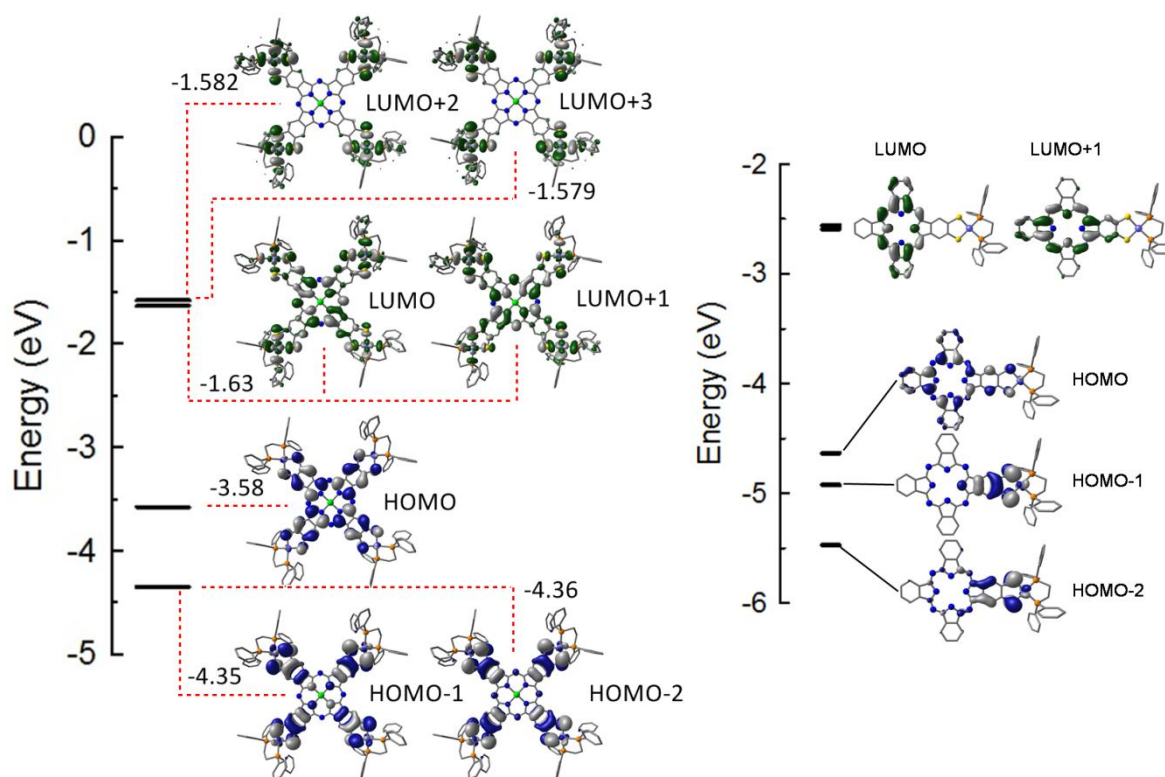 -1.582
LUMO+2
LUMO+3
0
-1
-2
-3
-4
-5
Energy (eV)
-1.579
LUMO
LUMO+1
-1.63
-3.58
HOMO
-4.36
-4.35
HOMO-1
HOMO-2
LUMO
LUMO+1
-2
-3
-4
-5
-6
Energy (eV)
HOMO
HOMO-1
HOMO-2